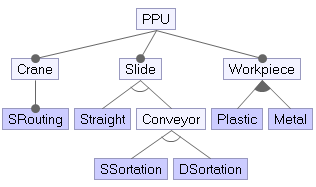 PPU
Crane Slide Workpiece
SRouting Straight Conveyor Plastic Metal
SSortation DSortation